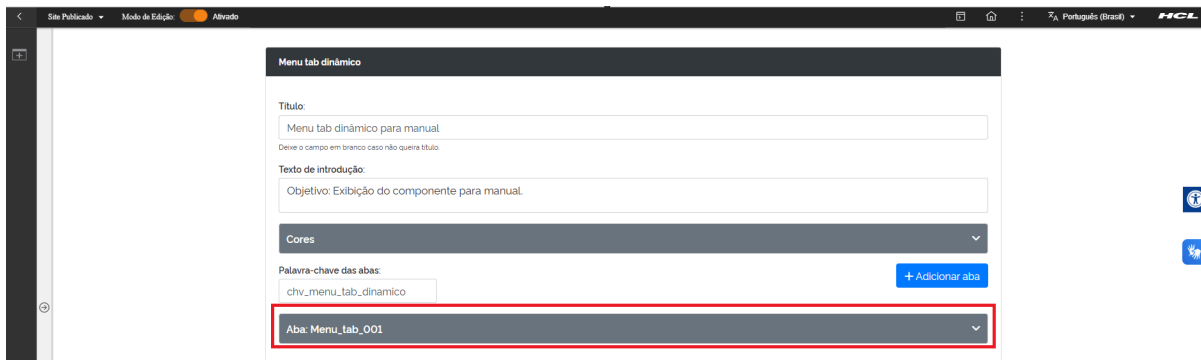 Site Publicado Modo de Edição: Ativado Português (Brasil) HCL
Menu tab dinâmico
Título:
Menu tab dinâmico para manual
Deixe o campo em branco caso não queira título.
Texto de introdução:
Objetivo: Exibição do componente para manual.
Cores
Palavra-chave das abas:
+ Adicionar aba
chv_menu_tab_dinamico
Aba: Menu_tab_001